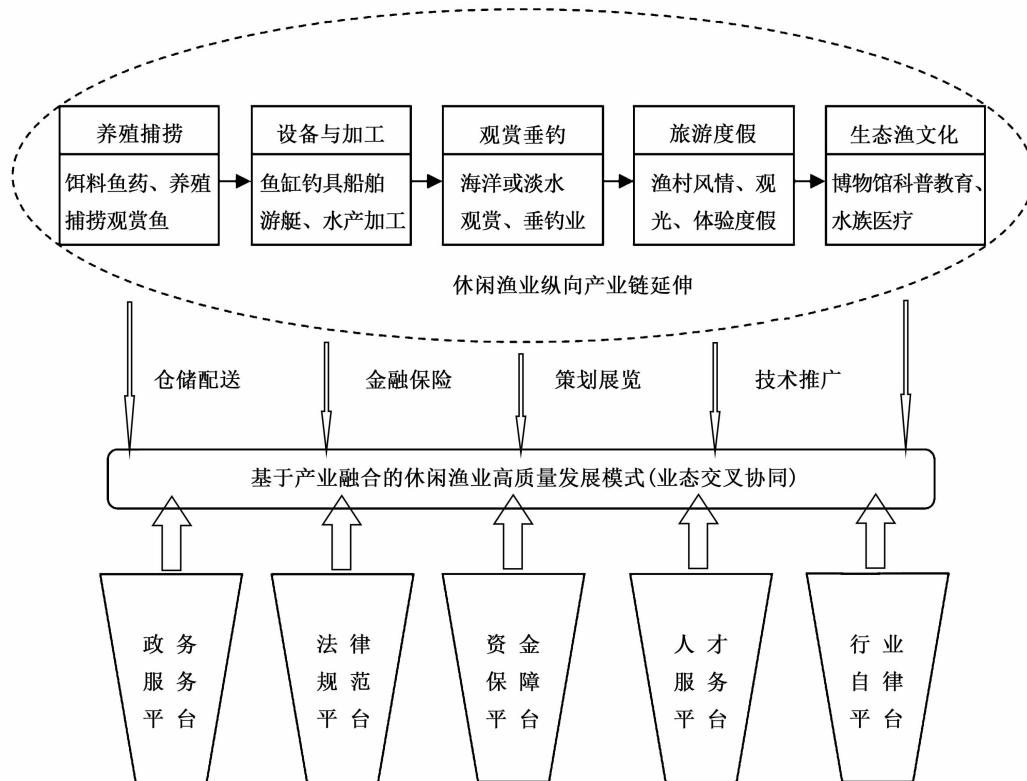 养殖捕捞
设备与加工
观赏垂钓
旅游度假
生态渔文化
饵料鱼药、养殖
捕捞观赏鱼
鱼缸钓具船舶
游艇、水产加工
海洋或淡水
观赏、垂钓业
渔村风情、观
光、体验度假
博物馆科普教育、
水族医疗
休闲渔业纵向产业链延伸
仓储配送
金融保险
策划展览
技术推广
基于产业融合的休闲渔业高质量发展模式(业态交叉协同)
政务
服务
平台
法律
规范
平台
资金
保障
平台
人才
服务
平台
行业
自律
平台